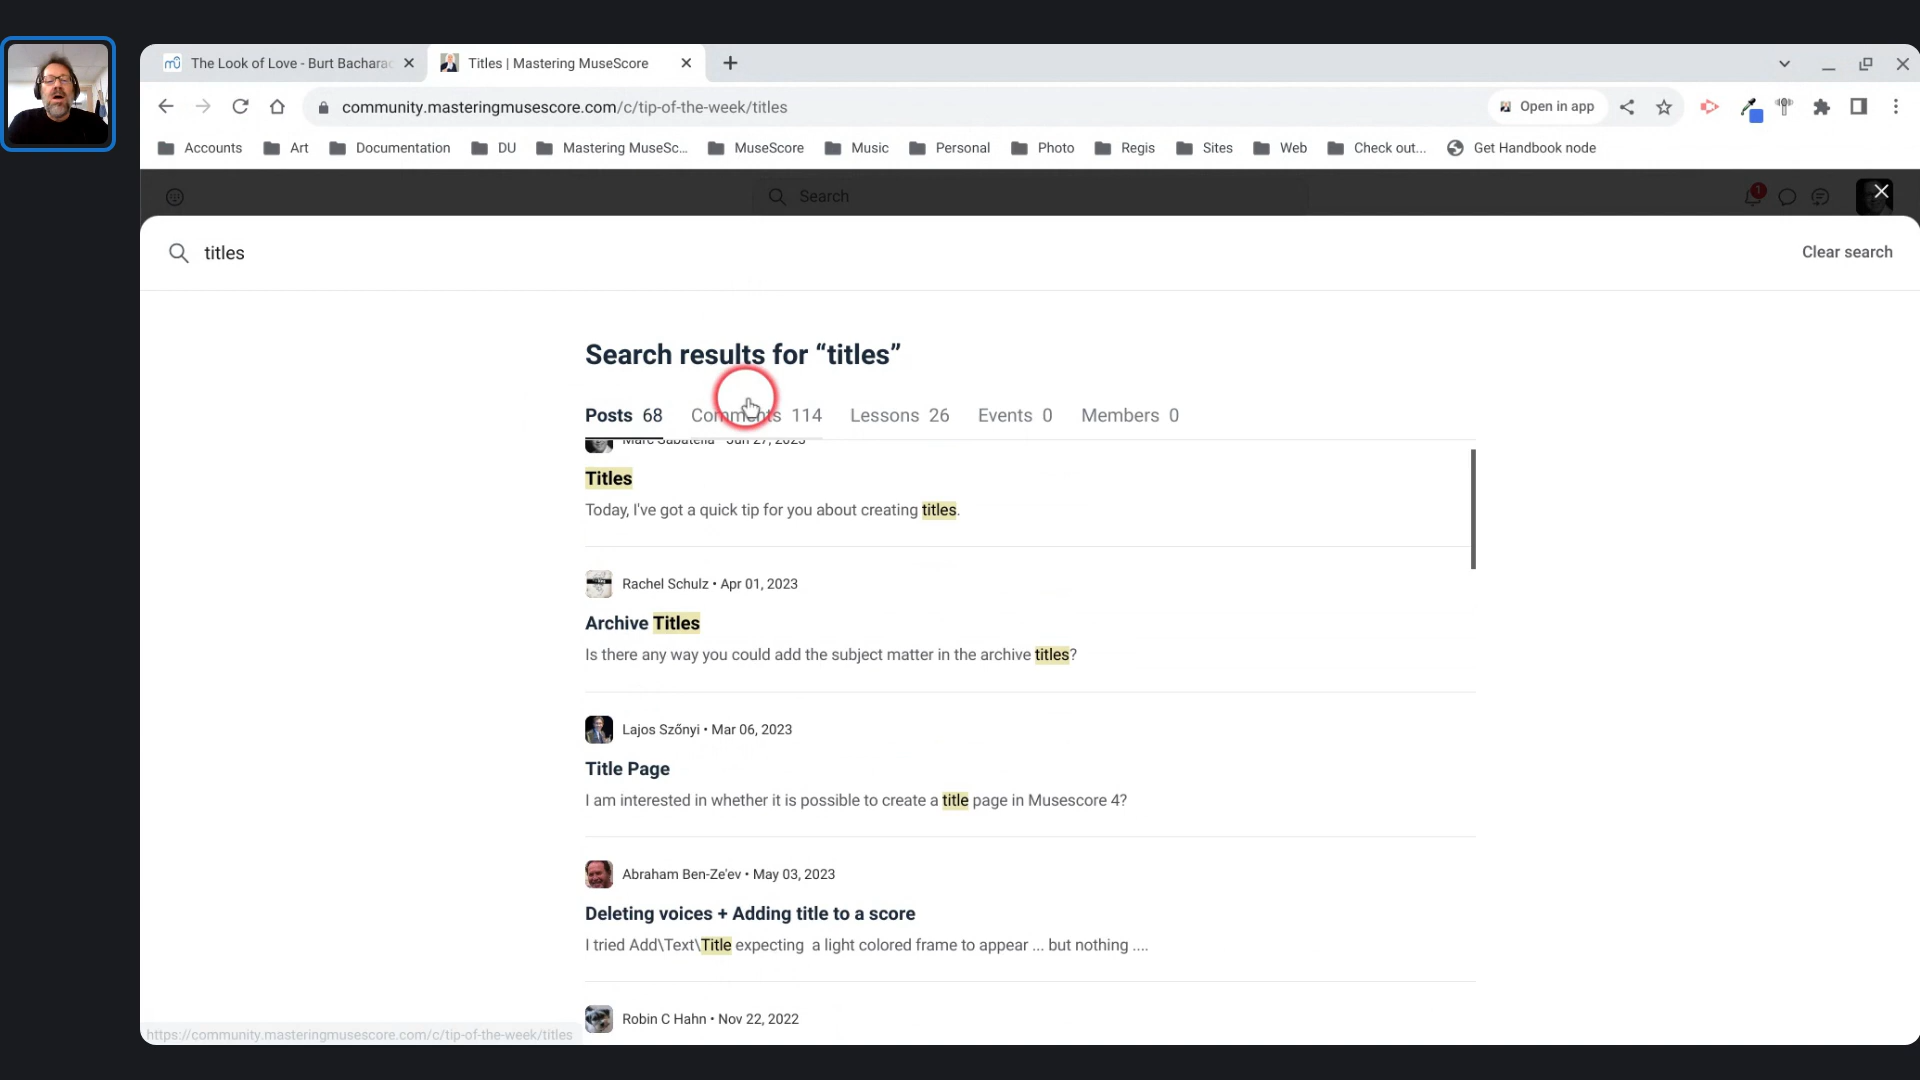 The Look of Love - Burt Bacharac
Titles | Mastering MuseScore
community.masteringmusescore.com/c/tip-of-the-week/titles
Open in app
Accounts
Art
Documentation
DU
Mastering MuseSc...
MuseScore
Music
Personal
Photo
Regis
Sites
Web
Check out...
Get Handbook node
Search
1
titles
Clear search
Search results for “titles”
Posts 68 Comments 114 Lessons 26 Events 0 Members 0
Marc Sabatella • Jun 27, 2023
Titles
Today, I've got a quick tip for you about creating titles.
Rachel Schulz • Apr 01, 2023
Archive Titles
Is there any way you could add the subject matter in the archive titles?
Lajos Szőnyi • Mar 06, 2023
Title Page
I am interested in whether it is possible to create a title page in Musescore 4?
Abraham Ben-Ze'ev • May 03, 2023
Deleting voices + Adding title to a score
I tried Add\Text\Title expecting a light colored frame to appear ... but nothing ....
Robin C Hahn • Nov 22, 2022
https://community.masteringmusescore.com/c/tip-of-the-week/titles